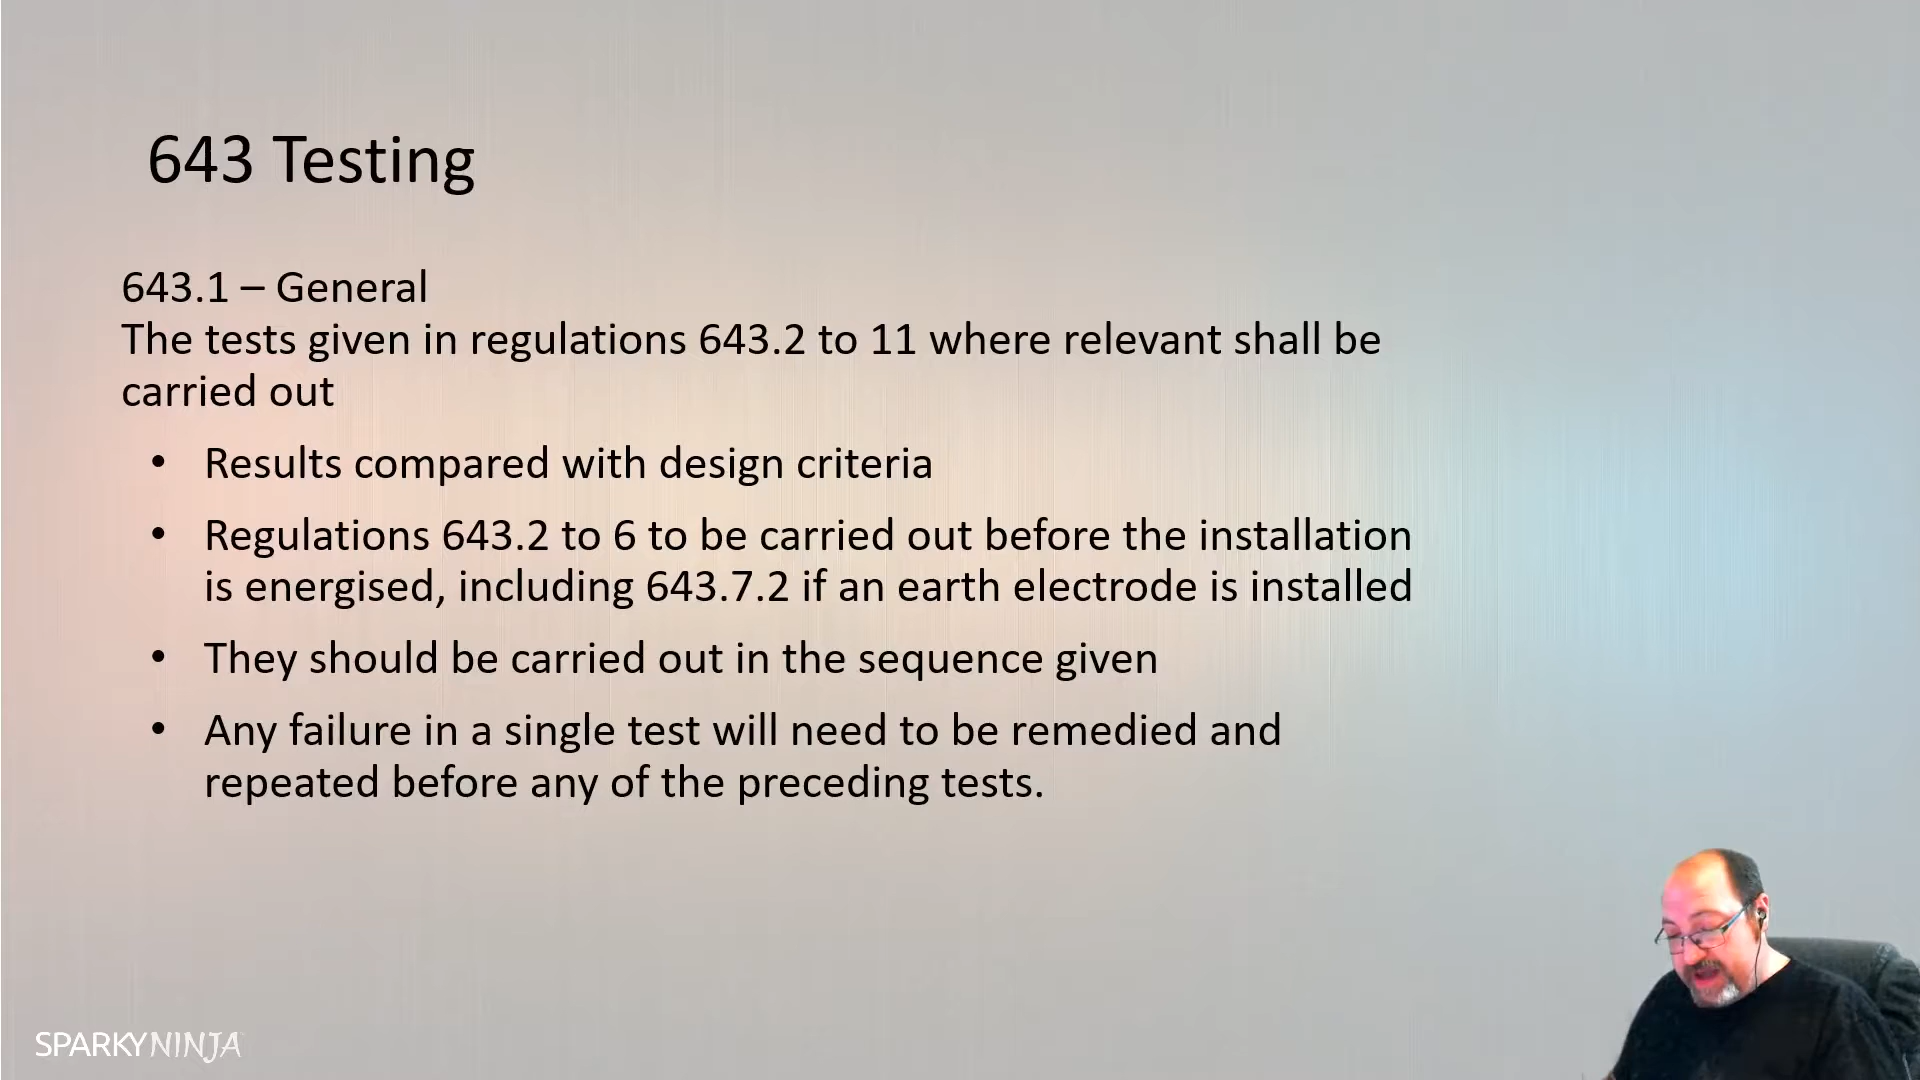 643 Testing
643.1 – General
The tests given in regulations 643.2 to 11 where relevant shall be
carried out
• Results compared with design criteria
• Regulations 643.2 to 6 to be carried out before the installation
is energised, including 643.7.2 if an earth electrode is installed
• They should be carried out in the sequence given
• Any failure in a single test will need to be remedied and
repeated before any of the preceding tests.
SPARKYNINJA